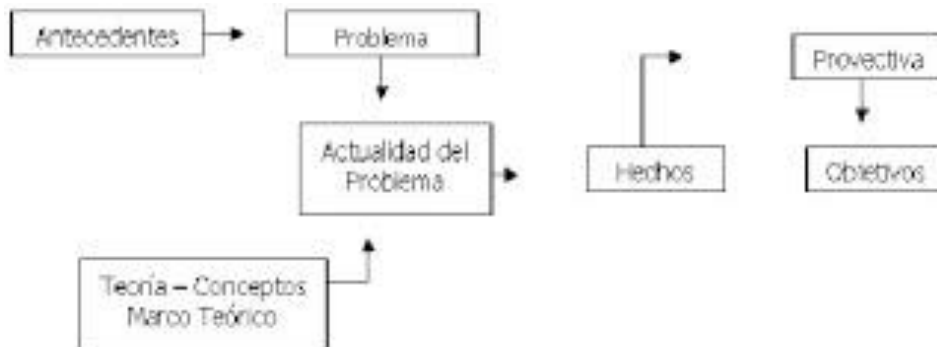 Antecedentes
Problema
Provectiva
Actualidad del
Problema
Hechos
Objetivos
Teoría – Conceptos
Marco Teórico